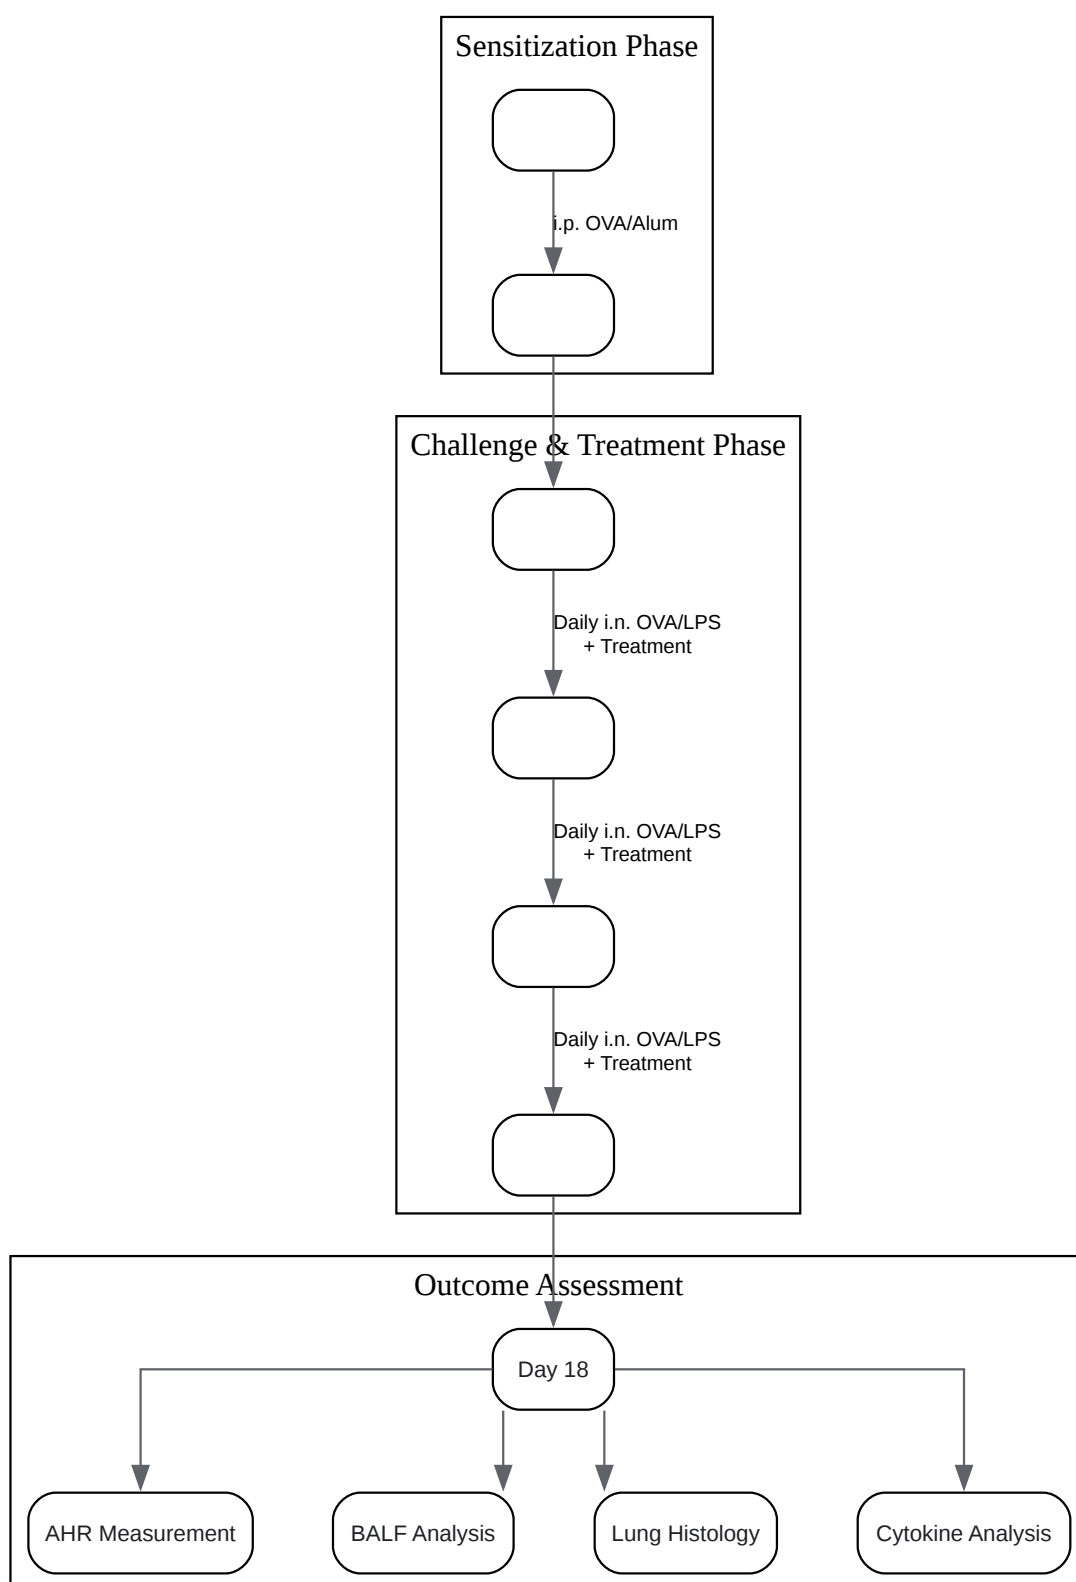 Sensitization Phase
i.p. OVA/Alum
Challenge & Treatment Phase
Daily i.n. OVA/LPS
+ Treatment
Daily i.n. OVA/LPS
+ Treatment
Daily i.n. OVA/LPS
+ Treatment
Outcome Assessment
Day 18
AHR Measurement
BALF Analysis
Lung Histology
Cytokine Analysis